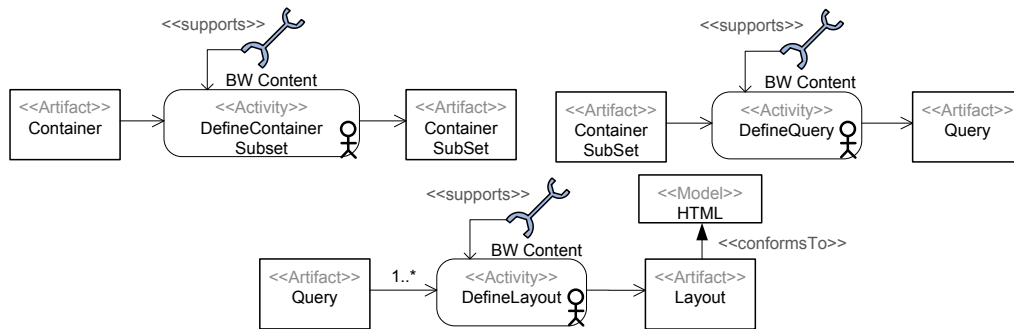 <<supports>>
BW Content
<<Artifact>>
Container
<<Activity>>
DefineContainer
Subset
<<Artifact>>
Container
SubSet
<<supports>>
BW Content
<<Artifact>>
Container
SubSet
<<Activity>>
DefineQuery
<<Artifact>>
Query
<<supports>>
BW Content
<<Model>>
HTML
<<conformsTo>>
<<Artifact>>
Query
1..*
<<Activity>>
DefineLayout
<<Artifact>>
Layout